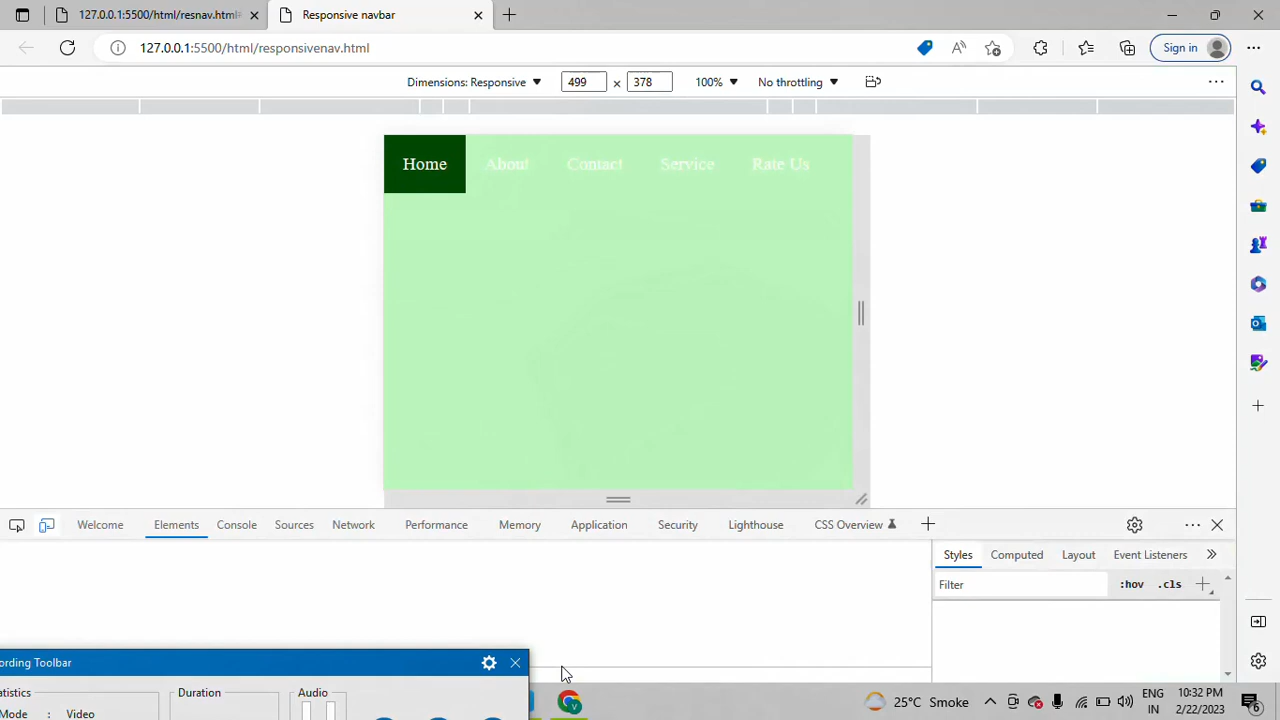 127.0.0.1:5500/html/resnav.html
Responsive navbar
127.0.0.1:5500/html/responsivenav.html
Sign in
Dimensions: Responsive 499 × 378 100% No throttling
Home About Contact Service Rate Us
Welcome Elements Console Sources Network Performance Memory Application Security Lighthouse CSS Overview
Styles Computed Layout Event Listeners
Filter :hov .cls
ording Toolbar
atistics Duration Audio
Mode : Video
25°C Smoke
ENG
IN
10:32 PM
2/22/2023
6